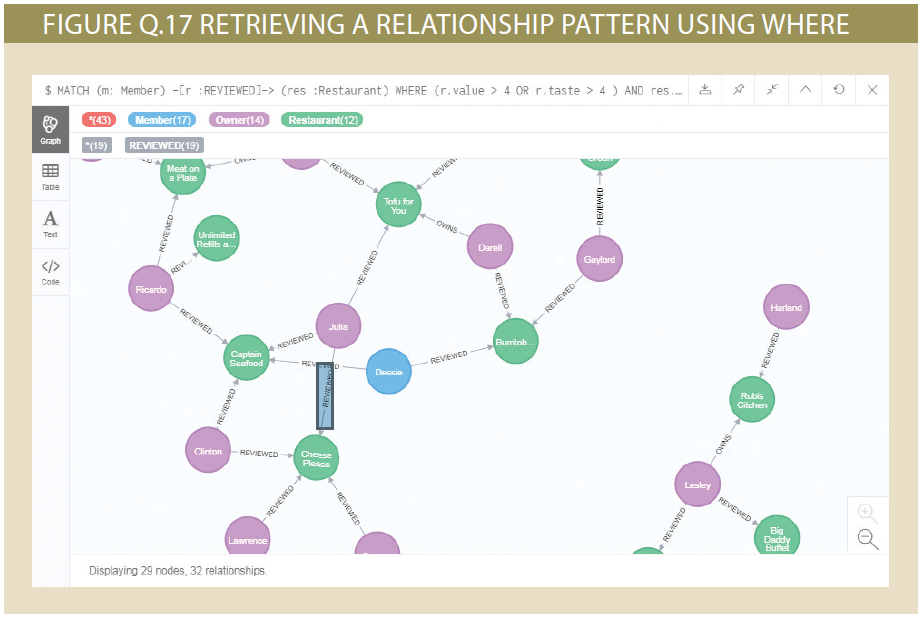 FIGURE Q.17 RETRIEVING A RELATIONSHIP PATTERN USING WHERE
$ MATCH (m: Member) -[r :REVIEWED]-> (res :Restaurant) WHERE (r.value > 4 OR r.taste > 4 ) AND res....
Graph
*(43) Member(17) Owner(14) Restaurant(12)
*(19) REVIEWED(19)
Table
Text
Code
Meat on
a Plate
REVIEWED
Tofu for
You
REVIEWED
OWNS
Darell
REVIEWED
Gaylord
Unlimited
Refills a...
REVIEWED
REVI...
Ricardo
REVIEWED
REVIEWED
REVIEWED
REVIEWED
Harland
Julia
Captain
Seafood
REVIEWED
Burritob...
REVIEWED
Dessie
REVIEWED
REVIEWED
REVIEWED
REVIEWED
Rubis
Citchen
Clinton
REVIEWED
Cheese
Please
OWNS
Lesley
REVIEWED
REVIEWED
REVIEWED
REVIEWED
Lawrence
Big
Daddy
Buffet
Displaying 29 nodes, 32 relationships.